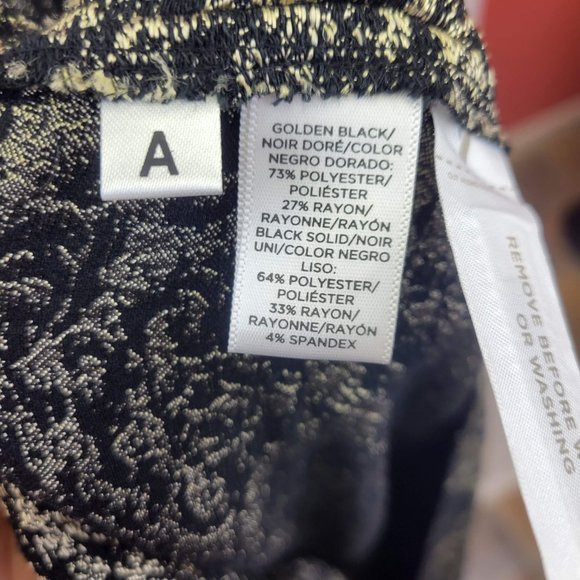 A
GOLDEN BLACK/
NOIR DORÉ/COLOR
NEGRO DORADO:
73% POLYESTER/
POLIÉSTER
27% RAYON/
RAYONNE/RAYÓN
BLACK SOLID/NOIR
UNI/COLOR NEGRO
LISO:
64% POLYESTER/
POLIÉSTER
33% RAYON/
RAYONNE/RAYÓN
4% SPANDEX
REMOVE BEFORE W
OR WASHING